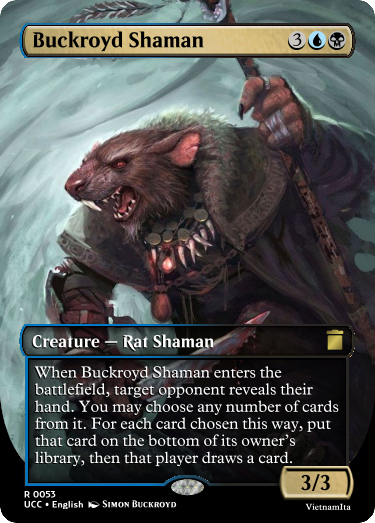 Buckroyd Shaman 3
Creature — Rat Shaman
When Buckroyd Shaman enters the
battlefield, target opponent reveals their
hand. You may choose any number of cards
from it. For each card chosen this way, put
that card on the bottom of its owner's
library, then that player draws a card.
3/3
R 0053
UCC • English SIMON BUCKROYD
VietnamIta